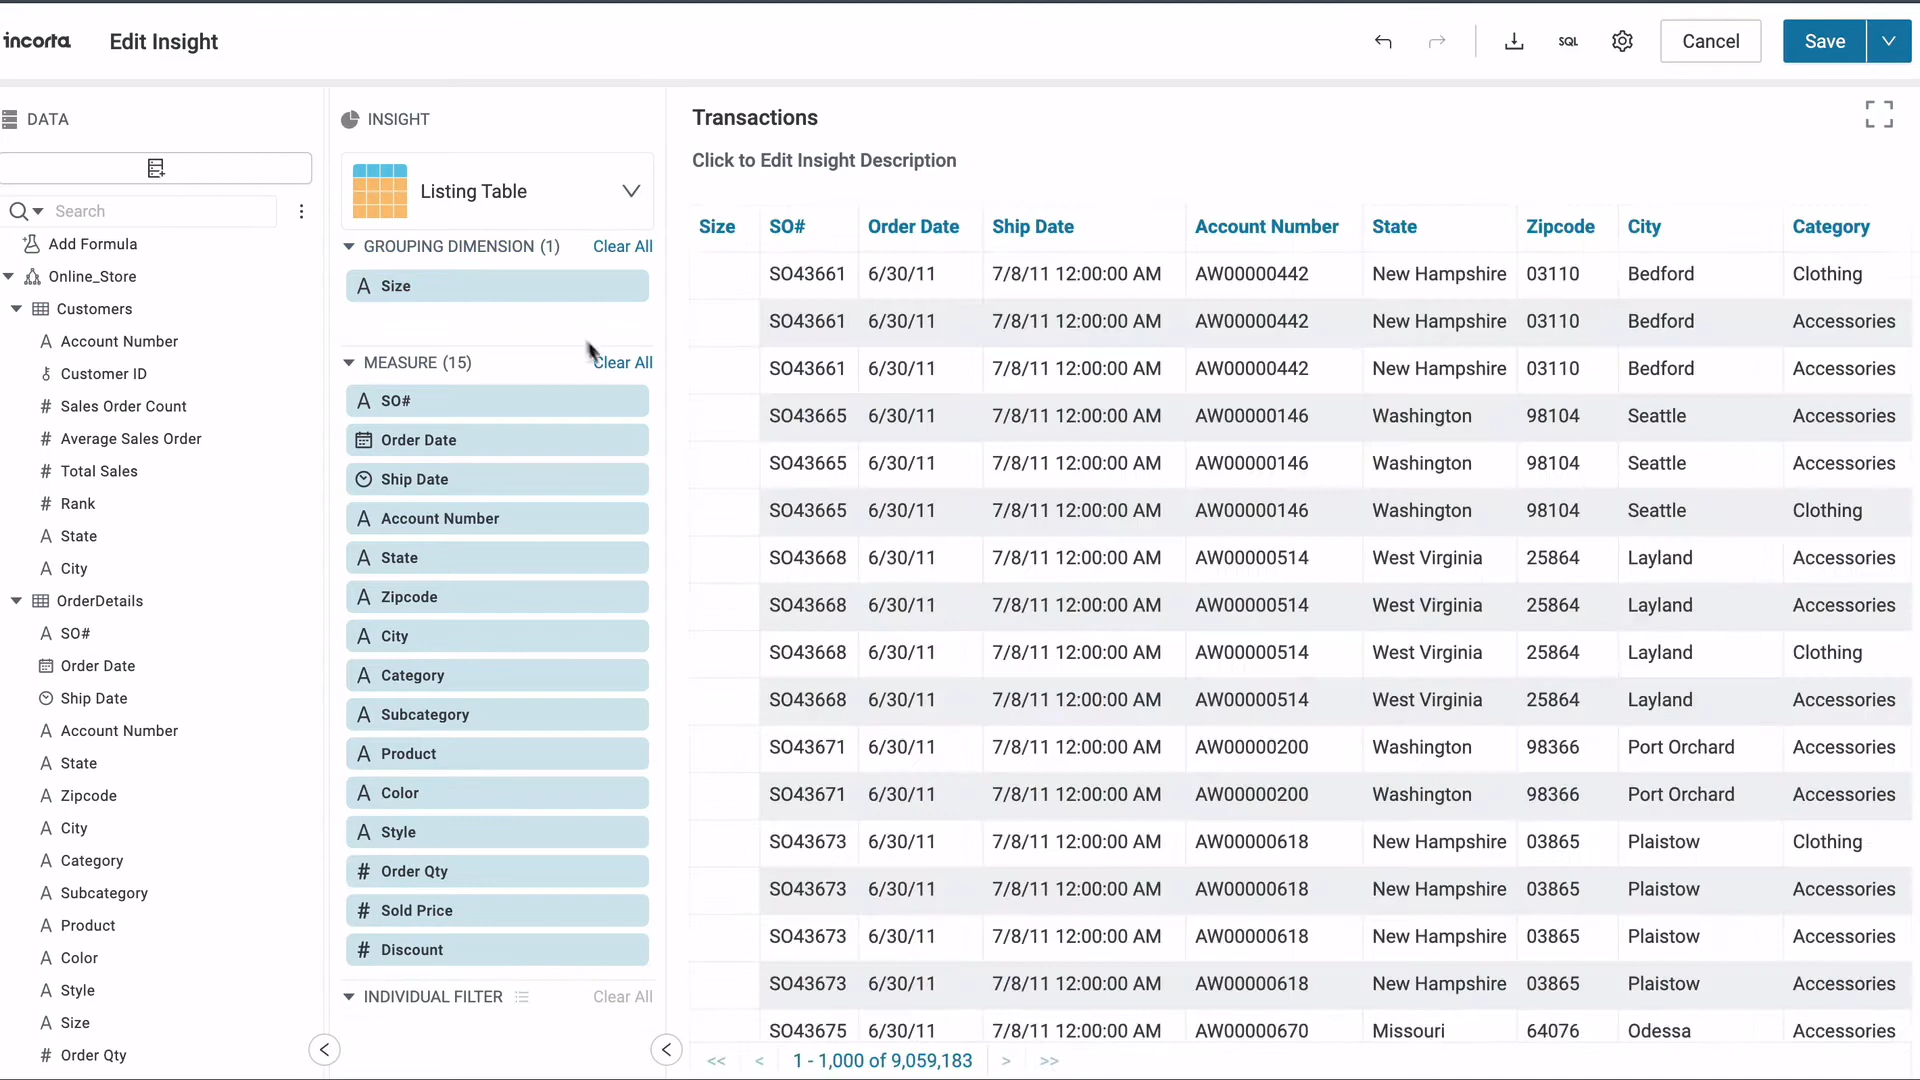 incorta
Edit Insight
SQL
Cancel
Save
DATA
Search
Add Formula
Online_Store
Customers
Account Number
Customer ID
# Sales Order Count
# Average Sales Order
# Total Sales
# Rank
State
City
OrderDetails
SO#
Order Date
Ship Date
Account Number
State
Zipcode
City
Category
Subcategory
Product
Color
Style
Size
# Order Qty
INSIGHT
Listing Table
GROUPING DIMENSION (1) Clear All
A Size
MEASURE (15) Clear All
A SO#
Order Date
Ship Date
A Account Number
A State
A Zipcode
A City
A Category
A Subcategory
A Product
A Color
A Style
# Order Qty
# Sold Price
# Discount
INDIVIDUAL FILTER Clear All
Transactions
Click to Edit Insight Description
Size SO# Order Date Ship Date Account Number State Zipcode City Category
SO43661 6/30/11 7/8/11 12:00:00 AM AW00000442 New Hampshire 03110 Bedford Clothing
SO43661 6/30/11 7/8/11 12:00:00 AM AW00000442 New Hampshire 03110 Bedford Accessories
SO43661 6/30/11 7/8/11 12:00:00 AM AW00000442 New Hampshire 03110 Bedford Accessories
SO43665 6/30/11 7/8/11 12:00:00 AM AW00000146 Washington 98104 Seattle Accessories
SO43665 6/30/11 7/8/11 12:00:00 AM AW00000146 Washington 98104 Seattle Accessories
SO43665 6/30/11 7/8/11 12:00:00 AM AW00000146 Washington 98104 Seattle Clothing
SO43668 6/30/11 7/8/11 12:00:00 AM AW00000514 West Virginia 25864 Layland Accessories
SO43668 6/30/11 7/8/11 12:00:00 AM AW00000514 West Virginia 25864 Layland Accessories
SO43668 6/30/11 7/8/11 12:00:00 AM AW00000514 West Virginia 25864 Layland Clothing
SO43668 6/30/11 7/8/11 12:00:00 AM AW00000514 West Virginia 25864 Layland Accessories
SO43671 6/30/11 7/8/11 12:00:00 AM AW00000200 Washington 98366 Port Orchard Accessories
SO43671 6/30/11 7/8/11 12:00:00 AM AW00000200 Washington 98366 Port Orchard Accessories
SO43673 6/30/11 7/8/11 12:00:00 AM AW00000618 New Hampshire 03865 Plaistow Clothing
SO43673 6/30/11 7/8/11 12:00:00 AM AW00000618 New Hampshire 03865 Plaistow Accessories
SO43673 6/30/11 7/8/11 12:00:00 AM AW00000618 New Hampshire 03865 Plaistow Accessories
SO43673 6/30/11 7/8/11 12:00:00 AM AW00000618 New Hampshire 03865 Plaistow Accessories
SO43675 6/30/11 7/8/11 12:00:00 AM AW00000670 Missouri 64076 Odessa Accessories
<< < 1 - 1,000 of 9,059,183 > >>